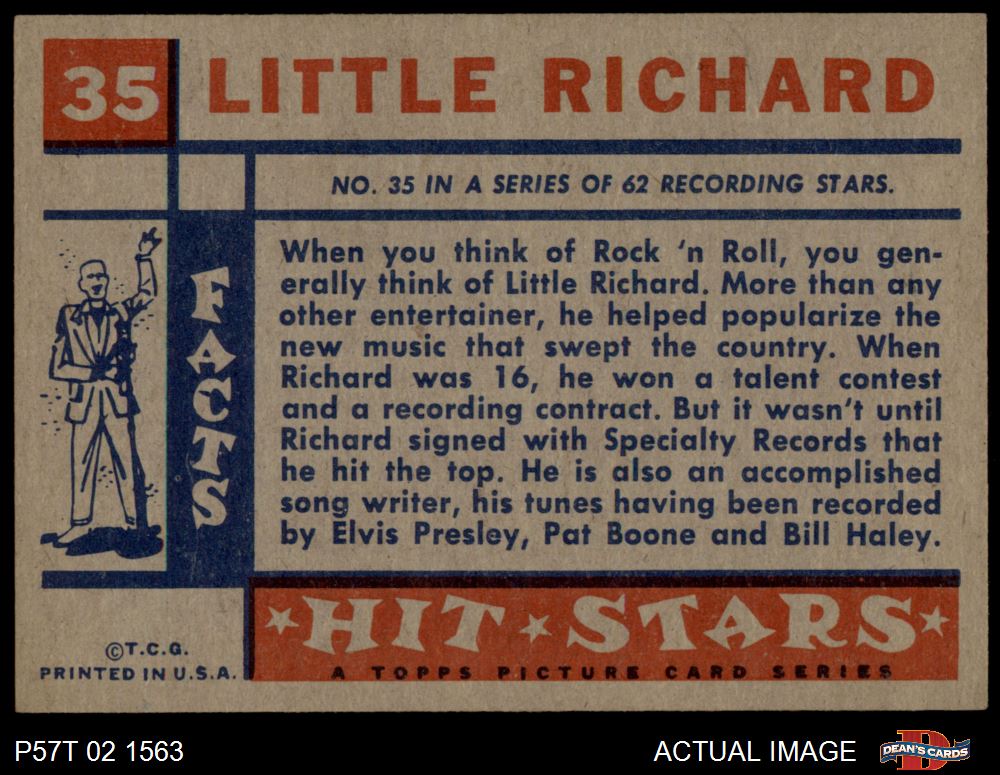 35 LITTLE RICHARD
NO. 35 IN A SERIES OF 62 RECORDING STARS.
FACTS
When you think of Rock 'n Roll, you gen-
erally think of Little Richard. More than any
other entertainer, he helped popularize the
new music that swept the country. When
Richard was 16, he won a talent contest
and a recording contract. But it wasn't until
Richard signed with Specialty Records that
he hit the top. He is also an accomplished
song writer, his tunes having been recorded
by Elvis Presley, Pat Boone and Bill Haley.
HIT STARS
A TOPPS PICTURE CARD SERIES
©T.C.G.
PRINTED IN U.S.A.
P57T 02 1563
ACTUAL IMAGE
D
DEAN'S CARDS